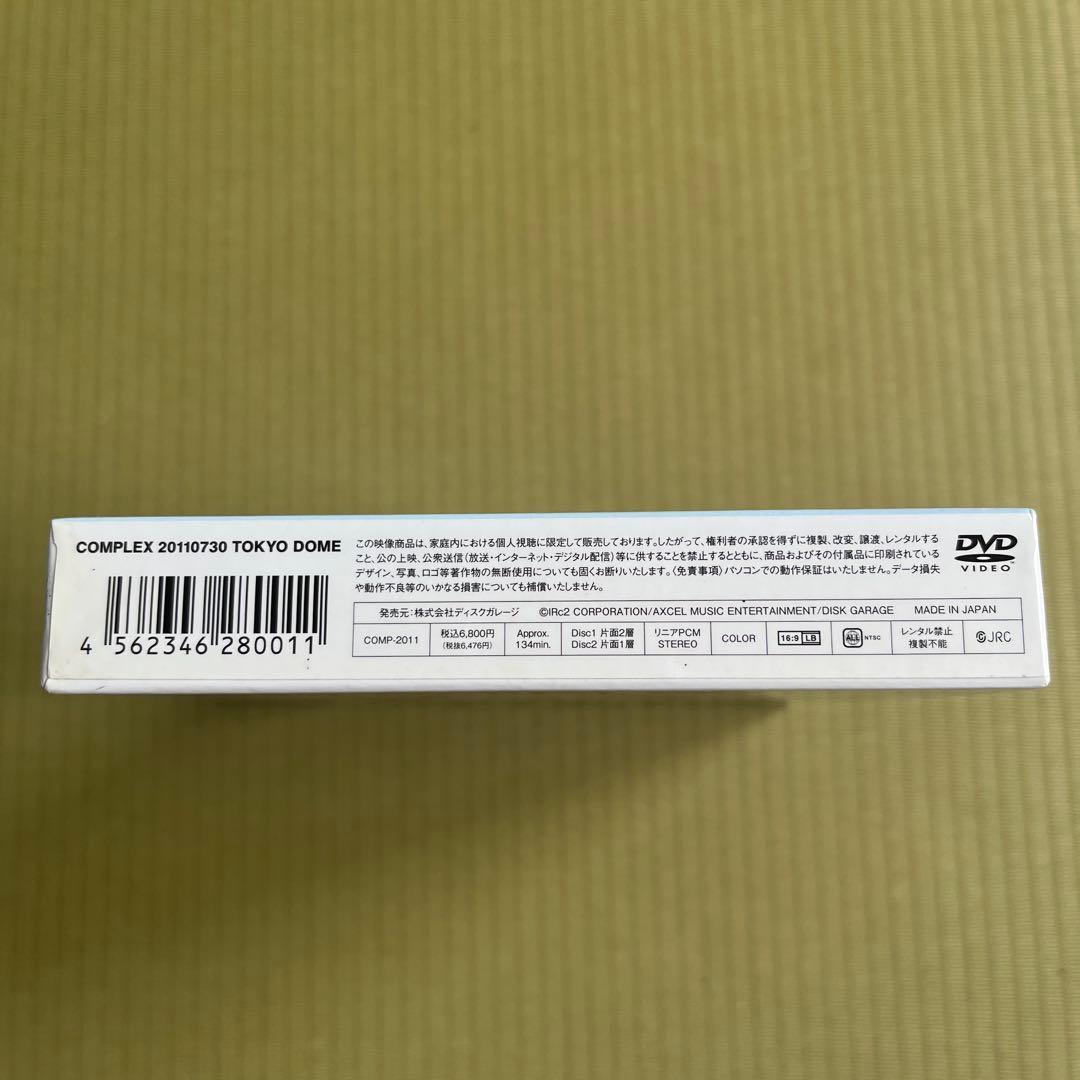 COMPLEX 20110730 TOKYO DOME
4 562346 280011
この映像商品は、家庭内における個人視聴に限定して販売しております。したがって、権利者の承認を得ずに複製、改変、譲渡、レンタルする
こと、公の上映、公衆送信(放送・インターネット・デジタル配信)等に供することを禁止するとともに、商品およびその付属品に印刷されている
デザイン、写真、ロゴ等著作物の無断使用についても固くお断りいたします。〈免責事項〉パソコンでの動作保証はいたしません。データ損失
や動作不良等のいかなる損害についても補償いたしません。
DVD
VIDEO™
発売元:株式会社ディスクガレージ ©IRc2 CORPORATION/AXCEL MUSIC ENTERTAINMENT/DISK GARAGE MADE IN JAPAN
COMP-2011
税込6,800円
(税抜6,476円)
Approx.
134min.
Disc1 片面2層
Disc2 片面1層
リニアPCM
STEREO
COLOR
16:9 LB
ALL NTSC
レンタル禁止
複製不能
JRC